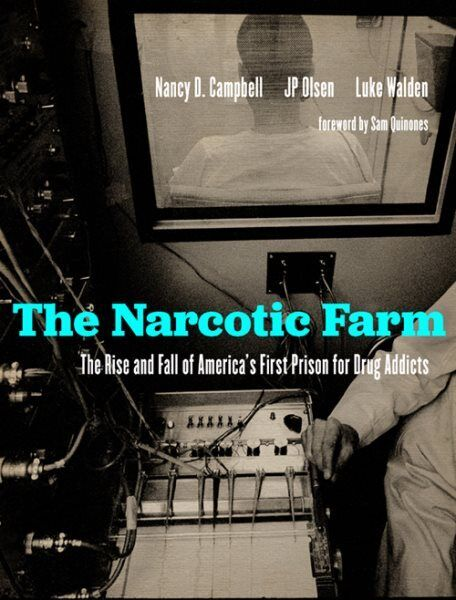 Nancy D. Campbell JP Olsen Luke Walden
foreword by Sam Quinones
The Narcotic Farm
The Rise and Fall of America's First Prison for Drug Addicts